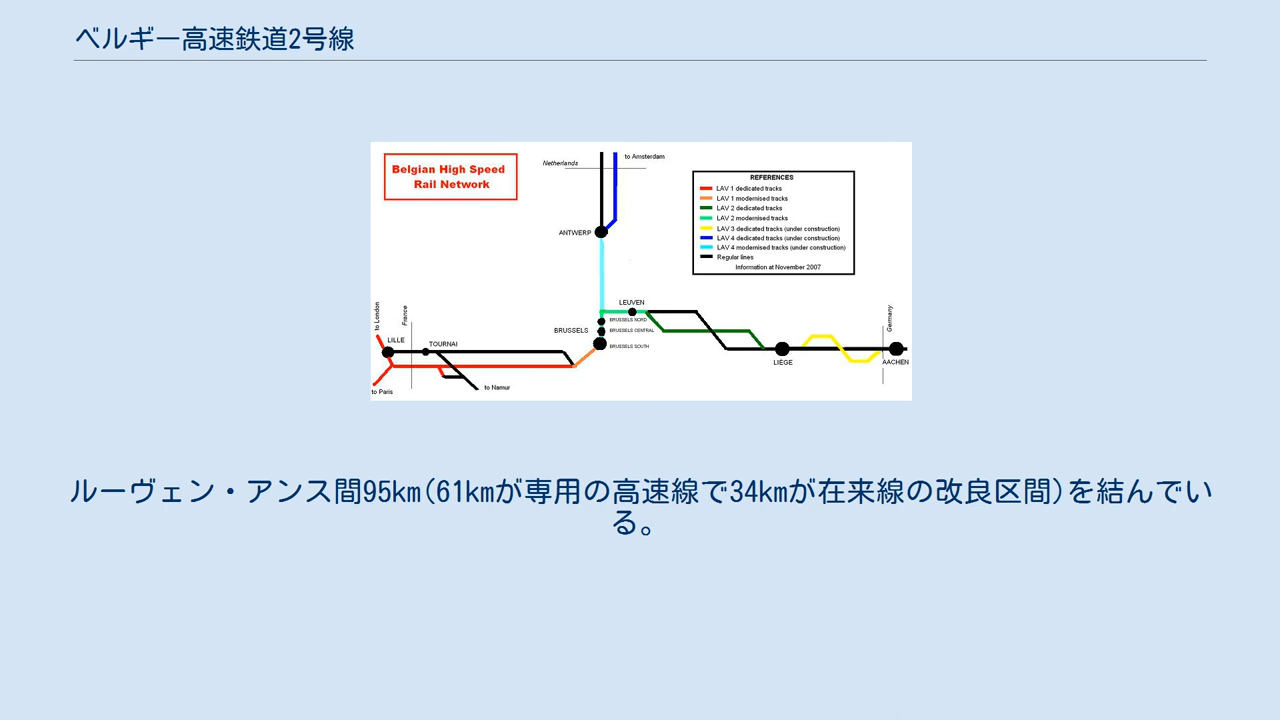 ベルギー高速鉄道2号線
Belgian High Speed
Rail Network
Netherlands
to Amsterdam
REFERENCES
LAV 1 dedicated tracks
LAV 1 modernised tracks
LAV 2 dedicated tracks
LAV 2 modernised tracks
LAV 3 dedicated tracks (under construction)
LAV 4 dedicated tracks (under construction)
LAV 4 modernised tracks (under construction)
Regular lines
Information at November 2007
ANTWERP
to London
France
LEUVEN
BRUSSELS NORD
BRUSSELS
BRUSSELS CENTRAL
BRUSSELS SOUTH
Germany
LILLE
TOURNAI
LIÈGE
AACHEN
to Paris
to Namur
ルーヴェン・アンス間95km(61kmが専用の高速線で34kmが在来線の改良区間)を結んでい
る。